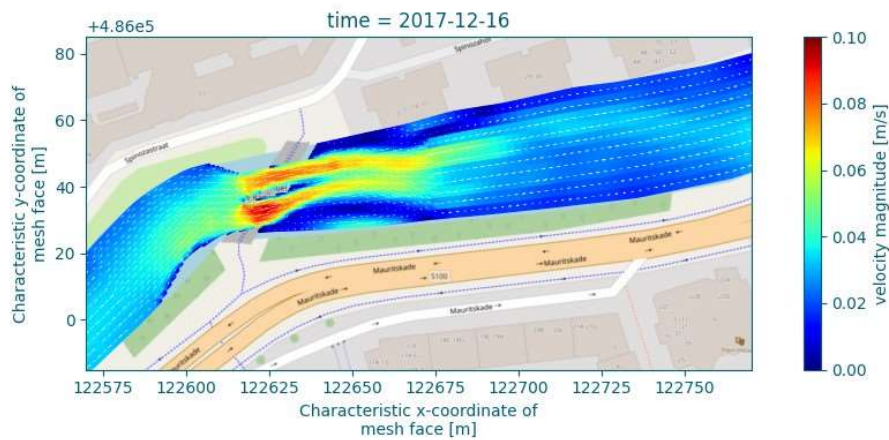 time = 2017-12-16
+4.86e5
80
60
40
20
0
Characteristic y-coordinate of
mesh face [m]
Spinozahof
Spinozastraat
Mauritskade
Mauritskade
Mauritskade
S100
Mauritskade
Mauritskade
Mauritskade
122575
122600
122625
122650
122675
122700
122725
122750
Characteristic x-coordinate of
mesh face [m]
0.10
0.08
0.06
0.04
0.02
0.00
velocity magnitude [m/s]